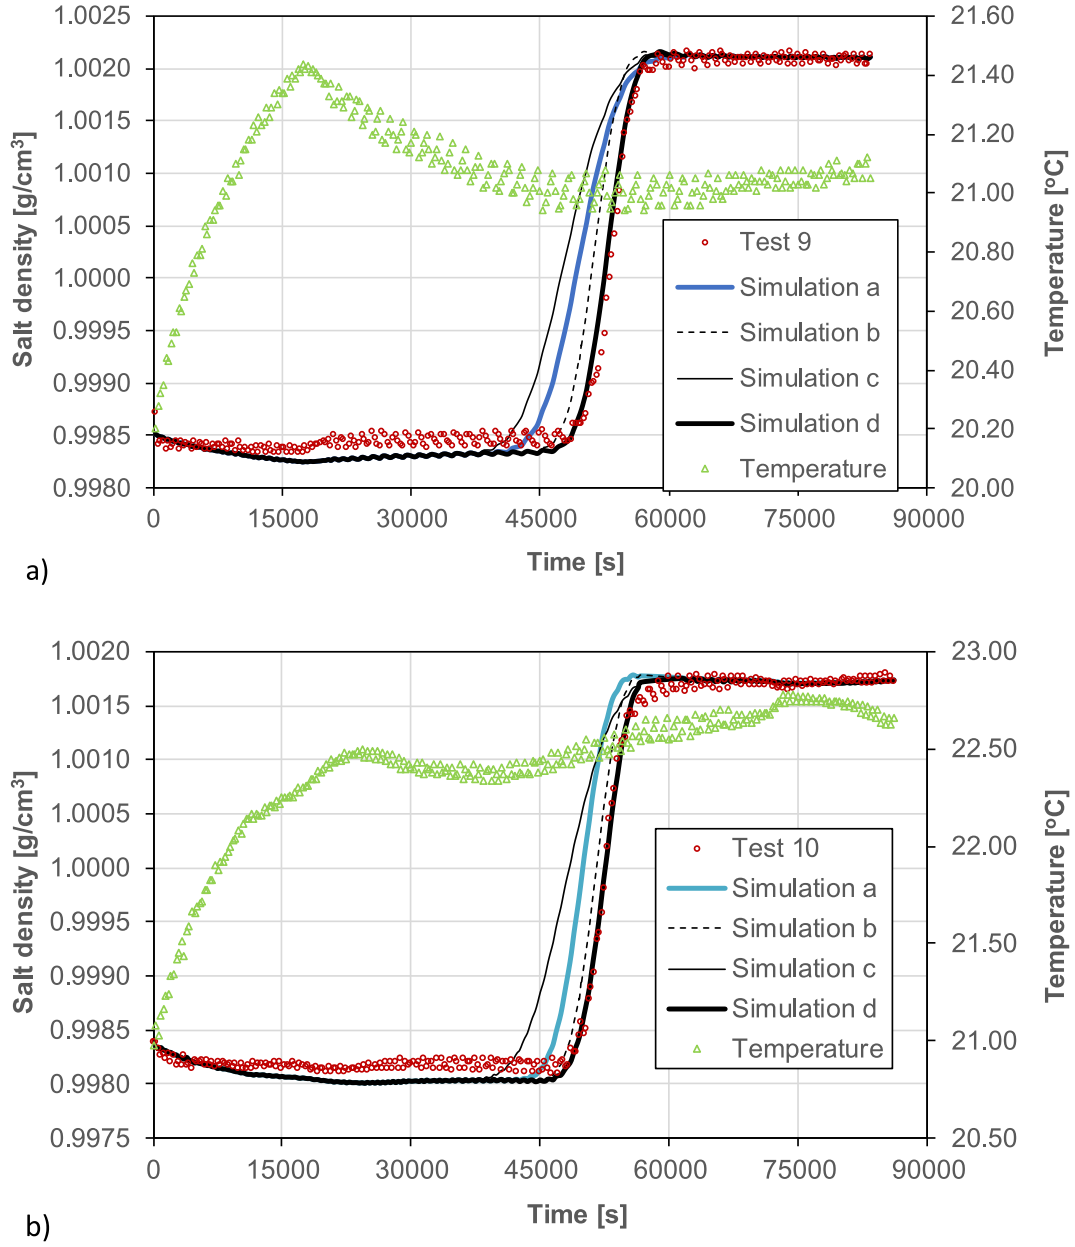 1.0025
1.0020
1.0015
1.0010
1.0005
1.0000
0.9995
0.9990
0.9985
0.9980
Salt density [g/cm³]
21.60
21.40
21.20
21.00
20.80
20.60
20.40
20.20
20.00
Temperature [ºC]
Test 9
Simulation a
Simulation b
Simulation c
Simulation d
Temperature
0 15000 30000 45000 60000 75000 90000
Time [s]
a)
1.0020
1.0015
1.0010
1.0005
1.0000
0.9995
0.9990
0.9985
0.9980
0.9975
Salt density [g/cm³]
23.00
22.50
22.00
21.50
21.00
20.50
Temperature [ºC]
Test 10
Simulation a
Simulation b
Simulation c
Simulation d
Temperature
0 15000 30000 45000 60000 75000 90000
Time [s]
b)